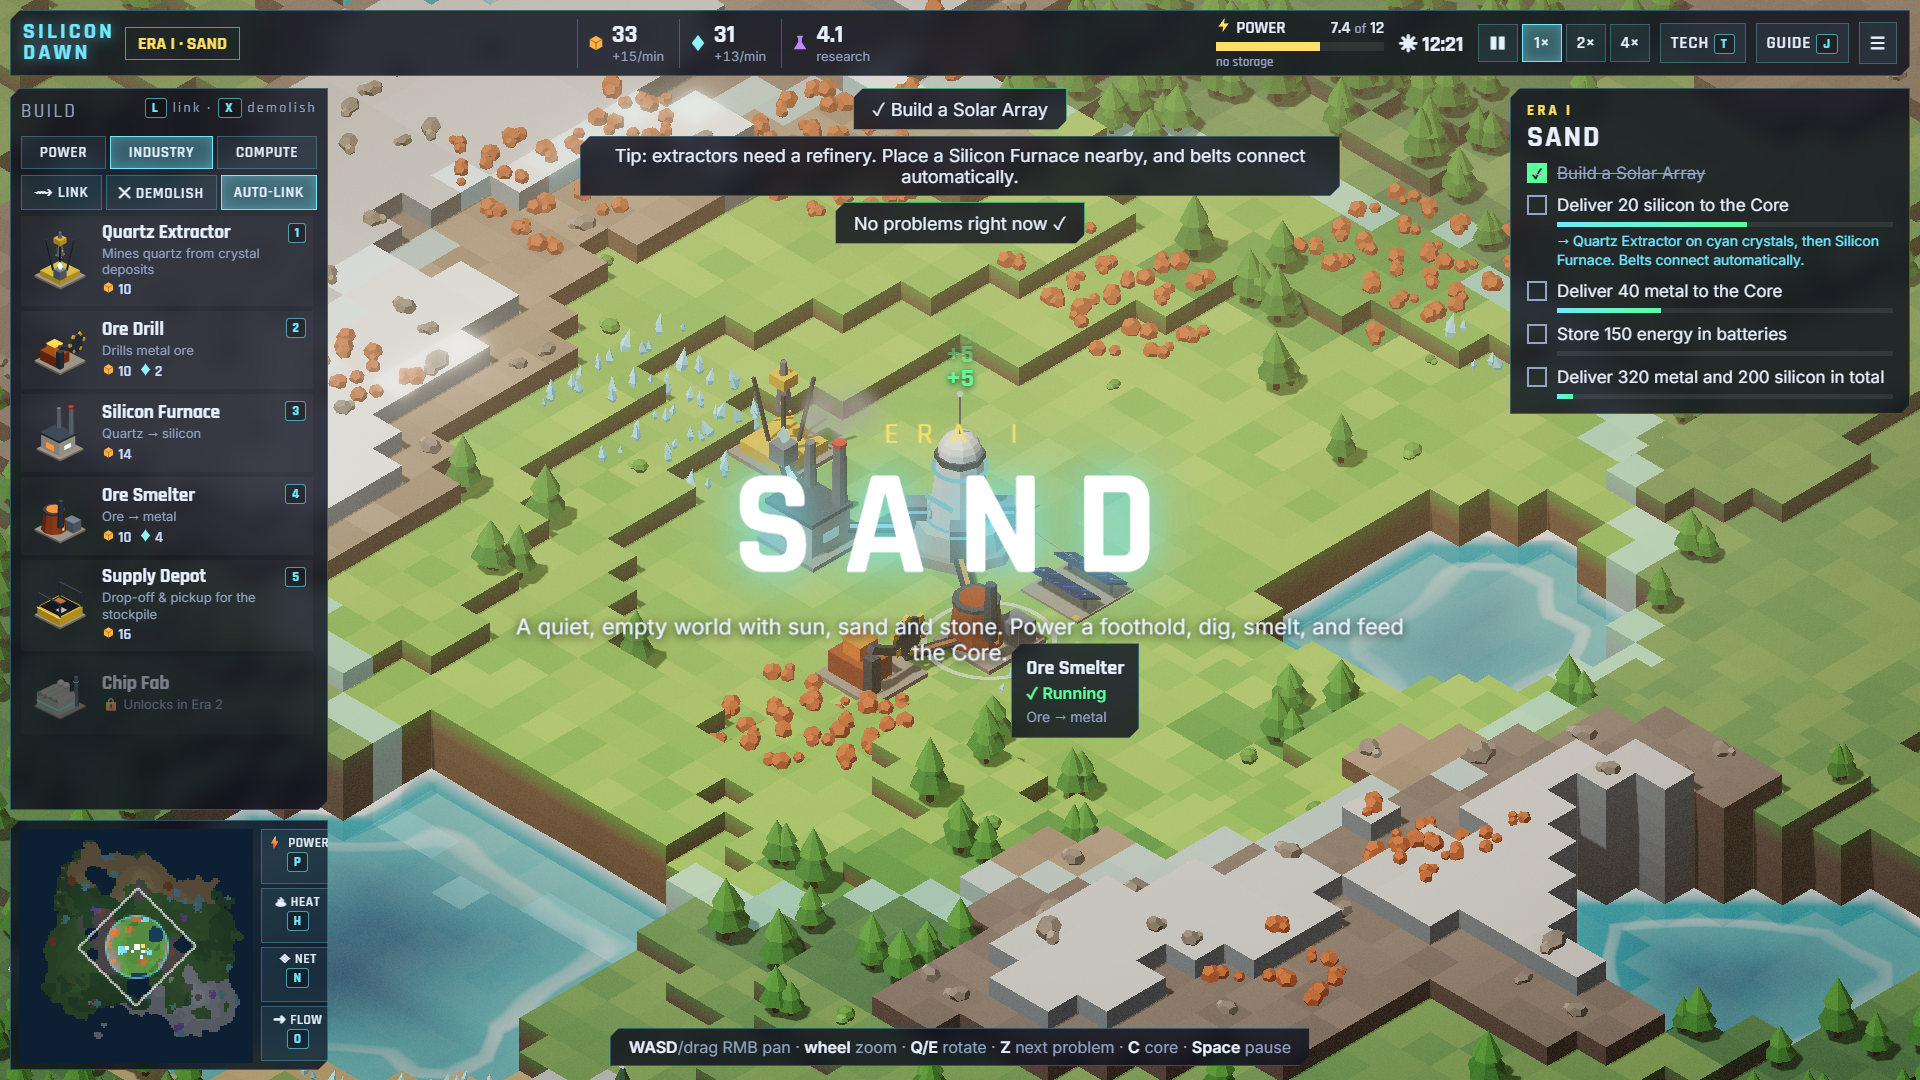 SILICON
DAWN
ERA I · SAND
33
+15/min
31
+13/min
4.1
research
POWER
7.4 of 12
no storage
12:21
1×
2×
4×
TECH T
GUIDE J
BUILD
L link · X demolish
POWER
INDUSTRY
COMPUTE
LINK
DEMOLISH
AUTO-LINK
Quartz Extractor
1
Mines quartz from crystal
deposits
10
Ore Drill
2
Drills metal ore
10 2
Silicon Furnace
3
Quartz → silicon
14
Ore Smelter
4
Ore → metal
10 4
Supply Depot
5
Drop-off & pickup for the
stockpile
16
Chip Fab
Unlocks in Era 2
✓ Build a Solar Array
Tip: extractors need a refinery. Place a Silicon Furnace nearby, and belts connect
automatically.
No problems right now ✓
+5
+5
ERA I
SAND
A quiet, empty world with sun, sand and stone. Power a foothold, dig, smelt, and feed
the Core.
Ore Smelter
✓ Running
Ore → metal
ERA I
SAND
Build a Solar Array
Deliver 20 silicon to the Core
→ Quartz Extractor on cyan crystals, then Silicon
Furnace. Belts connect automatically.
Deliver 40 metal to the Core
Store 150 energy in batteries
Deliver 320 metal and 200 silicon in total
POWER
P
HEAT
H
NET
N
FLOW
O
WASD/drag RMB pan · wheel zoom · Q/E rotate · Z next problem · C core · Space pause